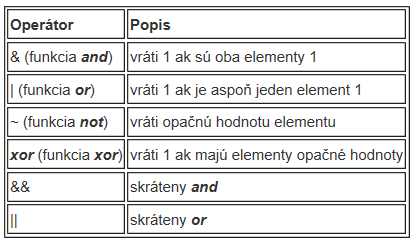 Operátor Popis
& (funkcia and) vráti 1 ak sú oba elementy 1
| (funkcia or) vráti 1 ak je aspoň jeden element 1
~ (funkcia not) vráti opačnú hodnotu elementu
xor (funkcia xor) vráti 1 ak majú elementy opačné hodnoty
&& skráteny and
|| skráteny or